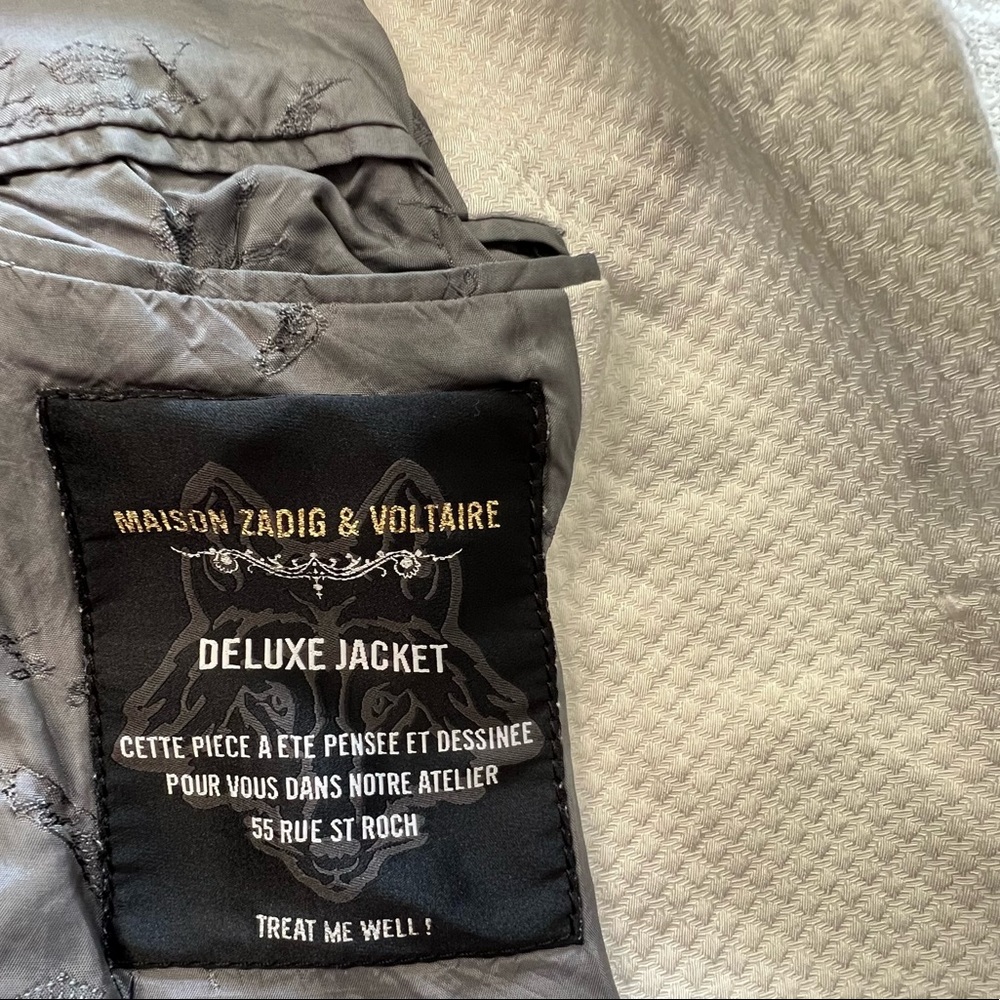 MAISON ZADIG & VOLTAIRE
DELUXE JACKET
CETTE PIECE A ETE PENSEE ET DESSINEE
POUR VOUS DANS NOTRE ATELIER
55 RUE ST ROCH
TREAT ME WELL !